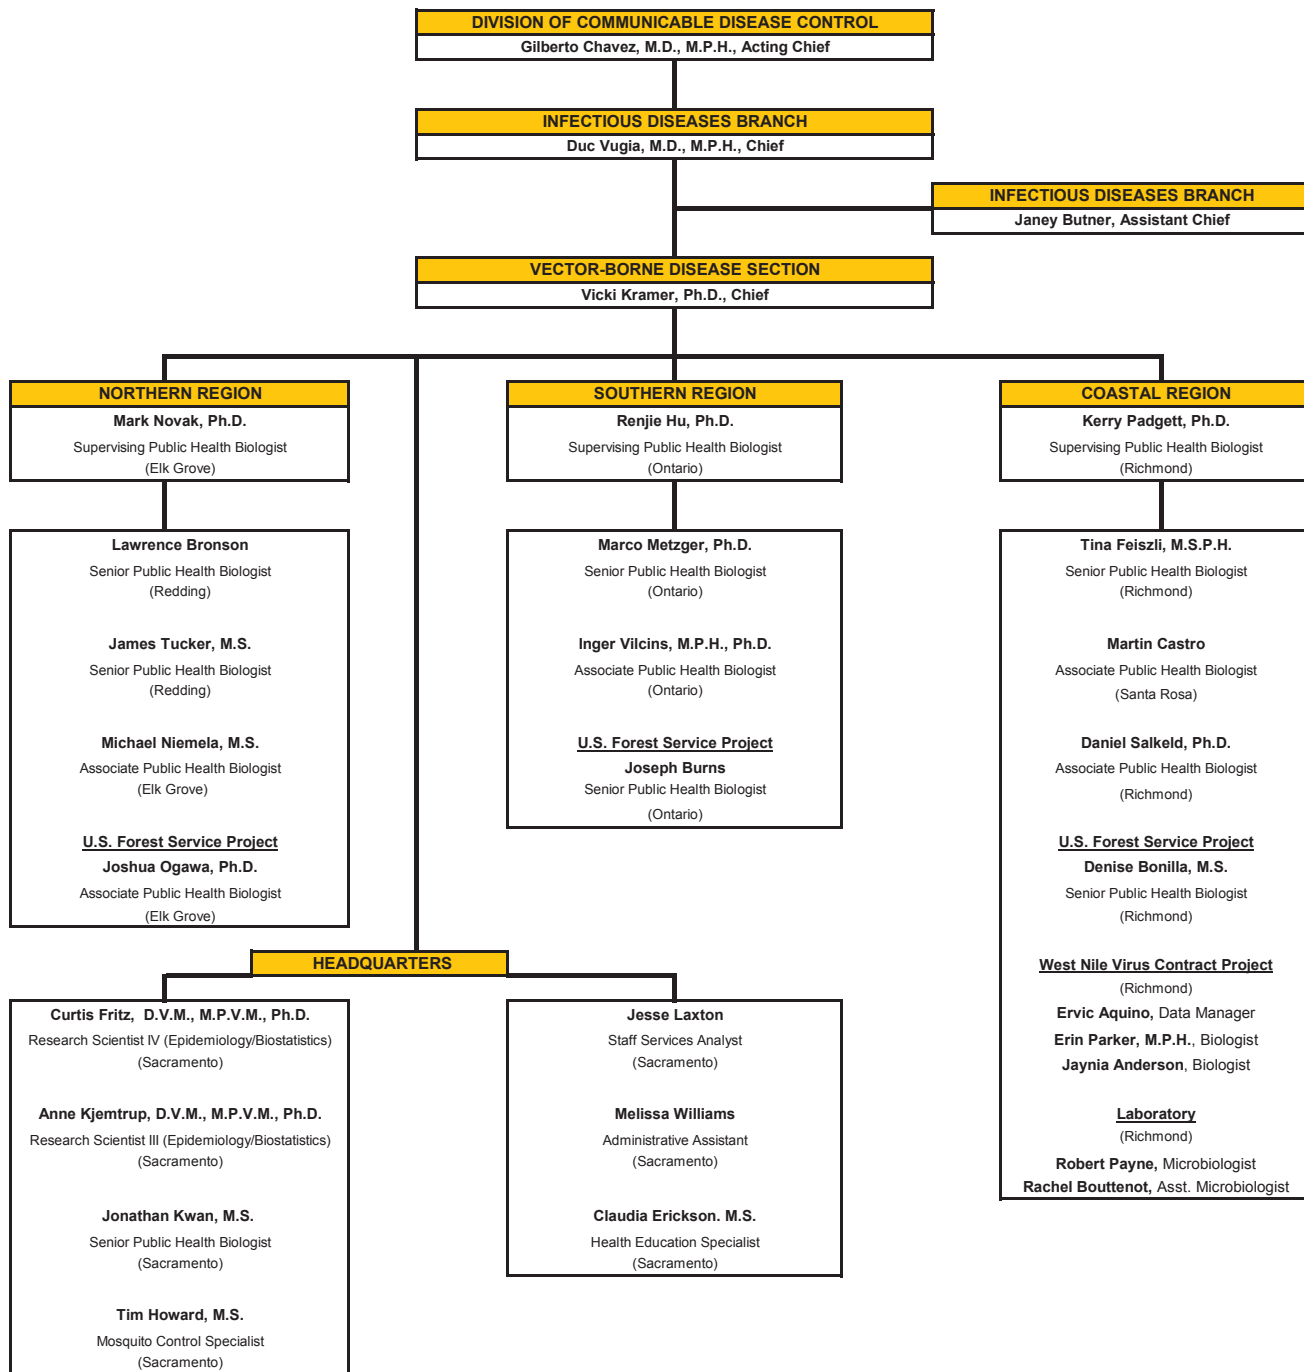 DIVISION OF COMMUNICABLE DISEASE CONTROL
Gilberto Chavez, M.D., M.P.H., Acting Chief
INFECTIOUS DISEASES BRANCH
Duc Vugia, M.D., M.P.H., Chief
INFECTIOUS DISEASES BRANCH
Janey Butner, Assistant Chief
VECTOR-BORNE DISEASE SECTION
Vicki Kramer, Ph.D., Chief
NORTHERN REGION
Mark Novak, Ph.D.
Supervising Public Health Biologist
(Elk Grove)
Lawrence Bronson
Senior Public Health Biologist
(Redding)
James Tucker, M.S.
Senior Public Health Biologist
(Redding)
Michael Niemela, M.S.
Associate Public Health Biologist
(Elk Grove)
U.S. Forest Service Project
Joshua Ogawa, Ph.D.
Associate Public Health Biologist
(Elk Grove)
SOUTHERN REGION
Renjie Hu, Ph.D.
Supervising Public Health Biologist
(Ontario)
Marco Metzger, Ph.D.
Senior Public Health Biologist
(Ontario)
Inger Vilcins, M.P.H., Ph.D.
Associate Public Health Biologist
(Ontario)
U.S. Forest Service Project
Joseph Burns
Senior Public Health Biologist
(Ontario)
COASTAL REGION
Kerry Padgett, Ph.D.
Supervising Public Health Biologist
(Richmond)
Tina Feiszli, M.S.P.H.
Senior Public Health Biologist
(Richmond)
Martin Castro
Associate Public Health Biologist
(Santa Rosa)
Daniel Salkeld, Ph.D.
Associate Public Health Biologist
(Richmond)
U.S. Forest Service Project
Denise Bonilla, M.S.
Senior Public Health Biologist
(Richmond)
West Nile Virus Contract Project
(Richmond)
Ervic Aquino, Data Manager
Erin Parker, M.P.H., Biologist
Jaynia Anderson, Biologist
Laboratory
(Richmond)
Robert Payne, Microbiologist
Rachel Bouttenot, Asst. Microbiologist
HEADQUARTERS
Curtis Fritz, D.V.M., M.P.V.M., Ph.D.
Research Scientist IV (Epidemiology/Biostatistics)
(Sacramento)
Anne Kjemtrup, D.V.M., M.P.V.M., Ph.D.
Research Scientist III (Epidemiology/Biostatistics)
(Sacramento)
Jonathan Kwan, M.S.
Senior Public Health Biologist
(Sacramento)
Tim Howard, M.S.
Mosquito Control Specialist
(Sacramento)
Jesse Laxton
Staff Services Analyst
(Sacramento)
Melissa Williams
Administrative Assistant
(Sacramento)
Claudia Erickson. M.S.
Health Education Specialist
(Sacramento)